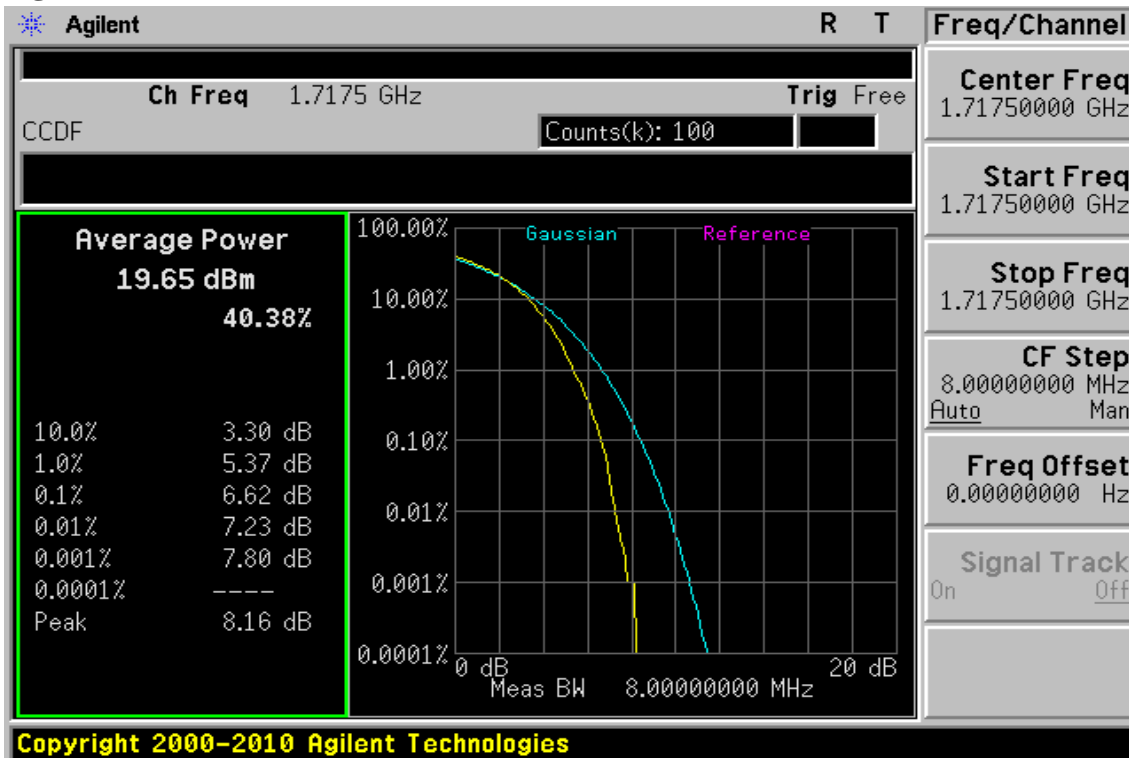 Agilent R T
Ch Freq 1.7175 GHz Trig Free
CCDF Counts(k): 100
Average Power
19.65 dBm
40.38%
10.0% 3.30 dB
1.0% 5.37 dB
0.1% 6.62 dB
0.01% 7.23 dB
0.001% 7.80 dB
0.0001% ----
Peak 8.16 dB
Gaussian Reference
100.00%
10.00%
1.00%
0.10%
0.01%
0.001%
0.0001%
0 dB 20 dB
Meas BW 8.00000000 MHz
Freq/Channel
Center Freq
1.71750000 GHz
Start Freq
1.71750000 GHz
Stop Freq
1.71750000 GHz
CF Step
8.00000000 MHz
Auto Man
Freq Offset
0.00000000 Hz
Signal Track
On Off
Copyright 2000-2010 Agilent Technologies